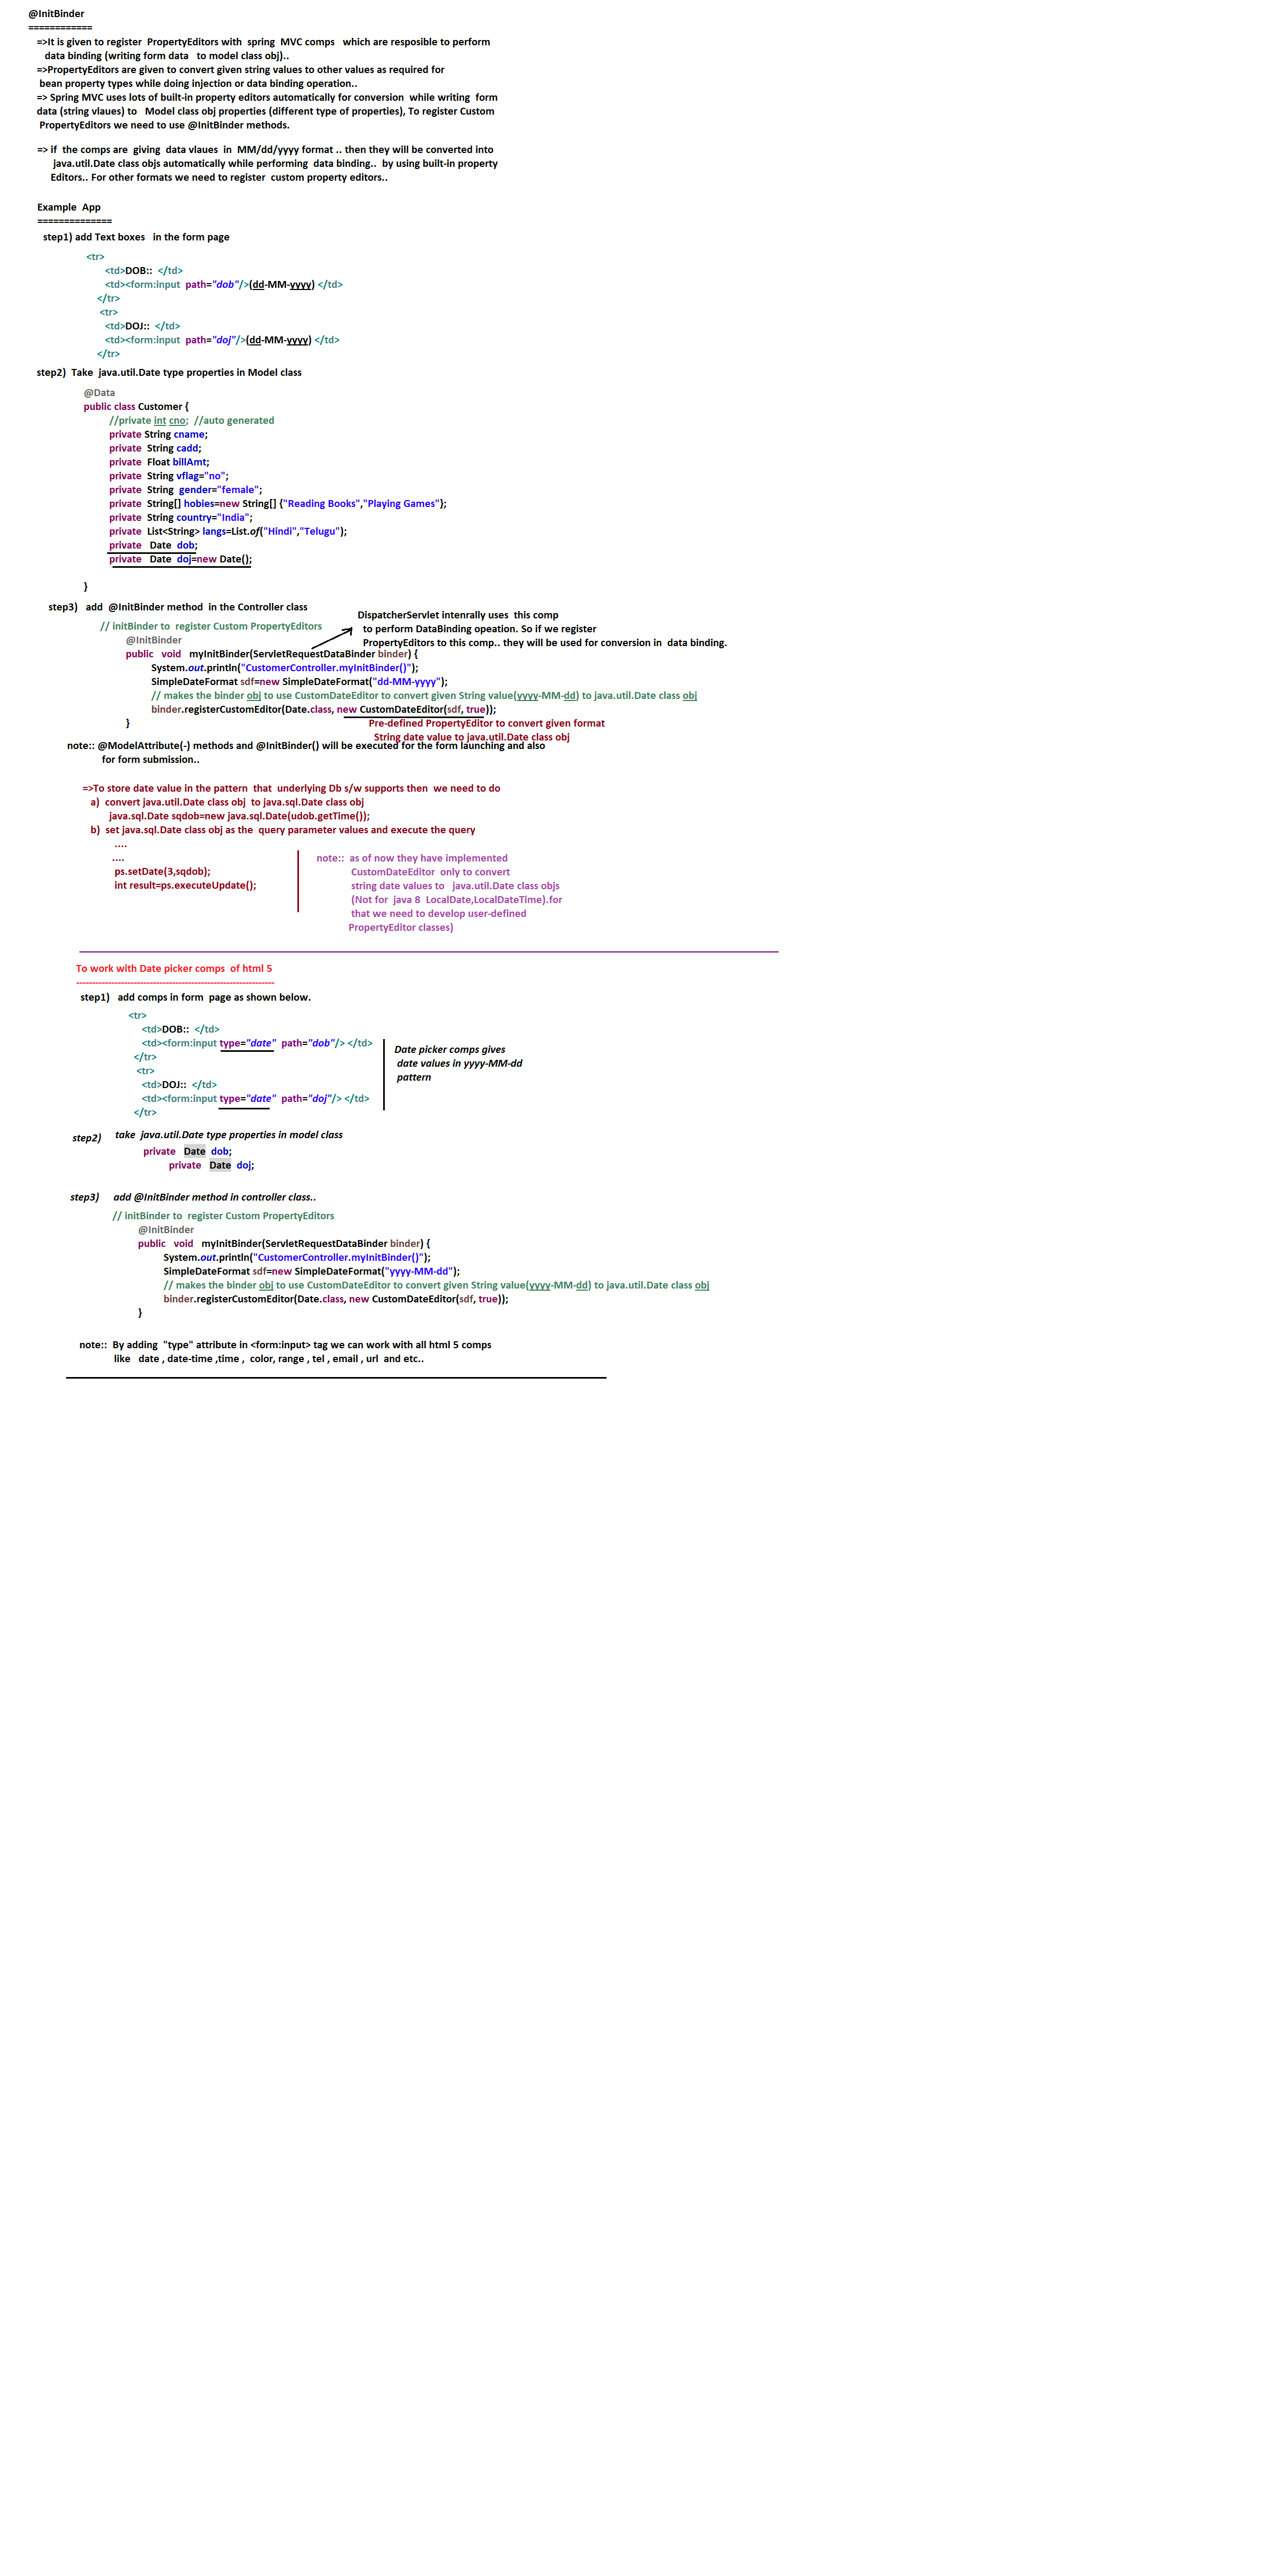 @InitBinder
============
=>It is given to register PropertyEditors with spring MVC comps which are resposible to perform
data binding (writing form data to model class obj)..
=>PropertyEditors are given to convert given string values to other values as required for
bean property types while doing injection or data binding operation..
=> Spring MVC uses lots of built-in property editors automatically for conversion while writing form
data (string vlaues) to Model class obj properties (different type of properties), To register Custom
PropertyEditors we need to use @InitBinder methods.
=> if the comps are giving data vlaues in MM/dd/yyyy format .. then they will be converted into
java.util.Date class objs automatically while performing data binding.. by using built-in property
Editors.. For other formats we need to register custom property editors..
Example App
==============
step1) add Text boxes in the form page
<tr>
<td>DOB:: </td>
<td><form:input path="dob"/>(dd-MM-yyyy) </td>
</tr>
<tr>
<td>DOJ:: </td>
<td><form:input path="doj"/>(dd-MM-yyyy) </td>
</tr>
step2) Take java.util.Date type properties in Model class
@Data
public class Customer {
//private int cno; //auto generated
private String cname;
private String cadd;
private Float billAmt;
private String vflag="no";
private String gender="female";
private String[] hobies=new String[] {"Reading Books","Playing Games"};
private String country="India";
private List<String> langs=List.of("Hindi","Telugu");
private Date dob;
private Date doj=new Date();
}
step3) add @InitBinder method in the Controller class
DispatcherServlet intenrally uses this comp
to perform DataBinding opeation. So if we register
PropertyEditors to this comp.. they will be used for conversion in data binding.
// initBinder to register Custom PropertyEditors
@InitBinder
public void myInitBinder(ServletRequestDataBinder binder) {
System.out.println("CustomerController.myInitBinder()");
SimpleDateFormat sdf=new SimpleDateFormat("dd-MM-yyyy");
// makes the binder obj to use CustomDateEditor to convert given String value(yyyy-MM-dd) to java.util.Date class obj
binder.registerCustomEditor(Date.class, new CustomDateEditor(sdf, true));
}
Pre-defined PropertyEditor to convert given format
String date value to java.util.Date class obj
note:: @ModelAttribute(-) methods and @InitBinder() will be executed for the form launching and also
for form submission..
=>To store date value in the pattern that underlying Db s/w supports then we need to do
a) convert java.util.Date class obj to java.sql.Date class obj
java.sql.Date sqdob=new java.sql.Date(udob.getTime());
b) set java.sql.Date class obj as the query parameter values and execute the query
....
....
ps.setDate(3,sqdob);
int result=ps.executeUpdate();
note:: as of now they have implemented
CustomDateEditor only to convert
string date values to java.util.Date class objs
(Not for java 8 LocalDate,LocalDateTime).for
that we need to develop user-defined
PropertyEditor classes)
To work with Date picker comps of html 5
--------------------------------------------------------------
step1) add comps in form page as shown below.
<tr>
<td>DOB:: </td>
<td><form:input type="date" path="dob"/> </td>
</tr>
<tr>
<td>DOJ:: </td>
<td><form:input type="date" path="doj"/> </td>
</tr>
Date picker comps gives
date values in yyyy-MM-dd
pattern
step2) take java.util.Date type properties in model class
private Date dob;
private Date doj;
step3) add @InitBinder method in controller class..
// initBinder to register Custom PropertyEditors
@InitBinder
public void myInitBinder(ServletRequestDataBinder binder) {
System.out.println("CustomerController.myInitBinder()");
SimpleDateFormat sdf=new SimpleDateFormat("yyyy-MM-dd");
// makes the binder obj to use CustomDateEditor to convert given String value(yyyy-MM-dd) to java.util.Date class obj
binder.registerCustomEditor(Date.class, new CustomDateEditor(sdf, true));
}
note:: By adding "type" attribute in <form:input> tag we can work with all html 5 comps
like date , date-time ,time , color, range , tel , email , url and etc..